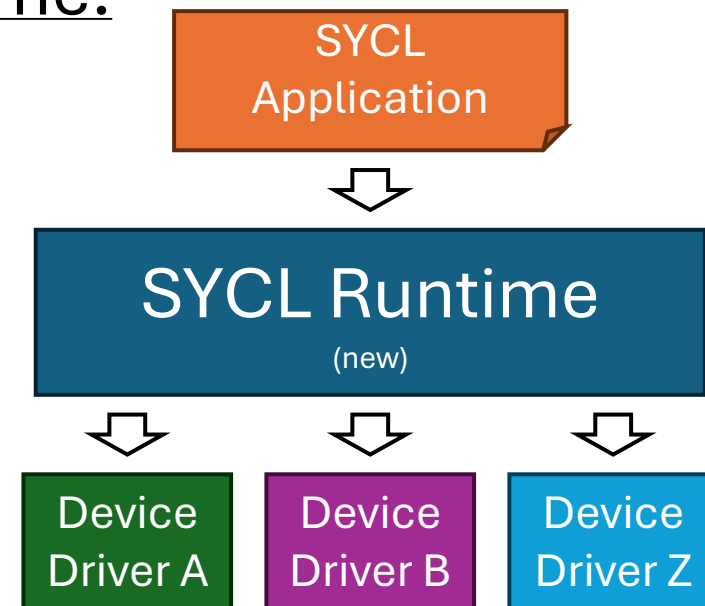 SYCL
Application
SYCL Runtime
(new)
Device
Driver A
Device
Driver B
Device
Driver Z